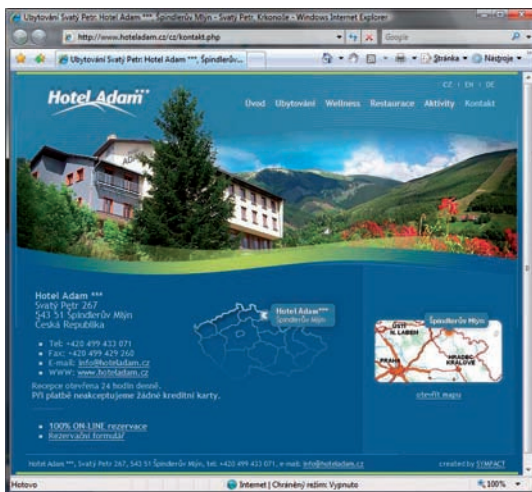 Ubytování Svatý Petr: Hotel Adam *** Špindlerův Mlýn - Svatý Petr, Krkonoše - Windows Internet Explorer
http://www.hoteladam.cz/cz/kontakt.php
Google
Ubytování Svatý Petr: Hotel Adam ***, Špindlerův...
Stránka
Nástroje
CZ | EN | DE
Hotel Adam***
Úvod Ubytování Wellness Restaurace Aktivity Kontakt
ADAM
Hotel Adam ***
Svatý Petr 267
543 51 Špindlerův Mlýn
Česká Republika
Tel: +420 499 433 071
Fax: +420 499 429 260
E-mail: info@hoteladam.cz
WWW: www.hoteladam.cz
Recepce otevřena 24 hodin denně.
Při platbě neakceptujeme žádné kreditní karty.
100% ON-LINE rezervace
Rezervační formulář
Hotel Adam***
Špindlerův Mlýn
Špindlerův Mlýn
ÚSTÍ
N. LABEM
PRAHA
HRADEC
KRÁLOVÉ
otevřít mapu
Hotel Adam ***, Svatý Petr 267, 543 51 Špindlerův Mlýn, tel: +420 499 433 071, e-mail: info@hoteladam.cz
created by SYMPACT
Hotovo
Internet | Chráněný režim: Vypnuto
100%